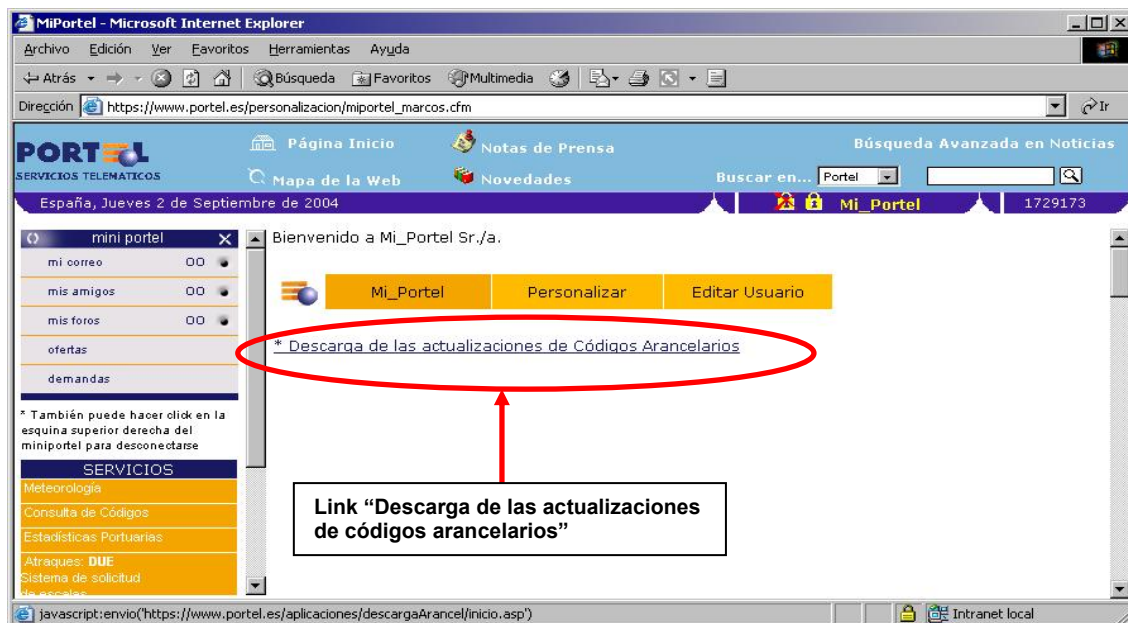 MiPortel - Microsoft Internet Explorer
Archivo Edición Ver Favoritos Herramientas Ayuda
Atrás Búsqueda Favoritos Multimedia
Dirección https://www.portel.es/personalizacion/miportel_marcos.cfm Ir
PORTEL
SERVICIOS TELEMATICOS
Página Inicio Notas de Prensa Búsqueda Avanzada en Noticias
Mapa de la Web Novedades Buscar en... Portel
España, Jueves 2 de Septiembre de 2004 Mi_Portel 1729173
mini portel
mi correo 00
mis amigos 00
mis foros 00
ofertas
demandas
* También puede hacer click en la
esquina superior derecha del
miniportel para desconectarse
SERVICIOS
Meteorología
Consulta de Códigos
Estadísticas Portuarias
Atraques: DUE
Sistema de solicitud
de escalas
Bienvenido a Mi_Portel Sr./a.
Mi_Portel Personalizar Editar Usuario
* Descarga de las actualizaciones de Códigos Arancelarios
Link “Descarga de las actualizaciones
de códigos arancelarios”
javascript:envio('https://www.portel.es/aplicaciones/descargaArancel/inicio.asp') Intranet local